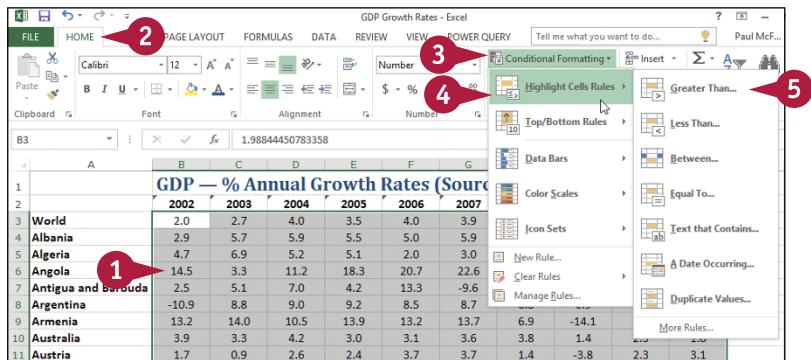 GDP Growth Rates - Excel
?
FILE HOME 2 PAGE LAYOUT FORMULAS DATA REVIEW VIEW POWER QUERY Tell me what you want to do... Paul McF...
Calibri 12 A A Number 3 Conditional Formatting Insert Σ A
Paste B I U A $ %
Clipboard Font Alignment Number
4 Highlight Cells Rules
Top/Bottom Rules
Data Bars
Color Scales
Icon Sets
New Rule...
Clear Rules
Manage Rules...
Greater Than... 5
Less Than...
Between...
Equal To...
Text that Contains...
A Date Occurring...
Duplicate Values...
More Rules...
B3 fx 1.98844450783358
A B C D E F G
1 GDP — % Annual Growth Rates (Sourc
2 2002 2003 2004 2005 2006 2007
3 World 2.0 2.7 4.0 3.5 4.0 3.9
4 Albania 2.9 5.7 5.9 5.5 5.0 5.9
5 Algeria 4.7 6.9 5.2 5.1 2.0 3.0
6 Angola 1 14.5 3.3 11.2 18.3 20.7 22.6
7 Antigua and Barbuda 2.5 5.1 7.0 4.2 13.3 -9.6
8 Argentina -10.9 8.8 9.0 9.2 8.5 8.7
9 Armenia 13.2 14.0 10.5 13.9 13.2 13.7 6.9 -14.1
10 Australia 3.9 3.3 4.2 3.0 3.1 3.6 3.8 1.4 2.3 1.8
11 Austria 1.7 0.9 2.6 2.4 3.7 3.7 1.4 -3.8 2.3 3.1